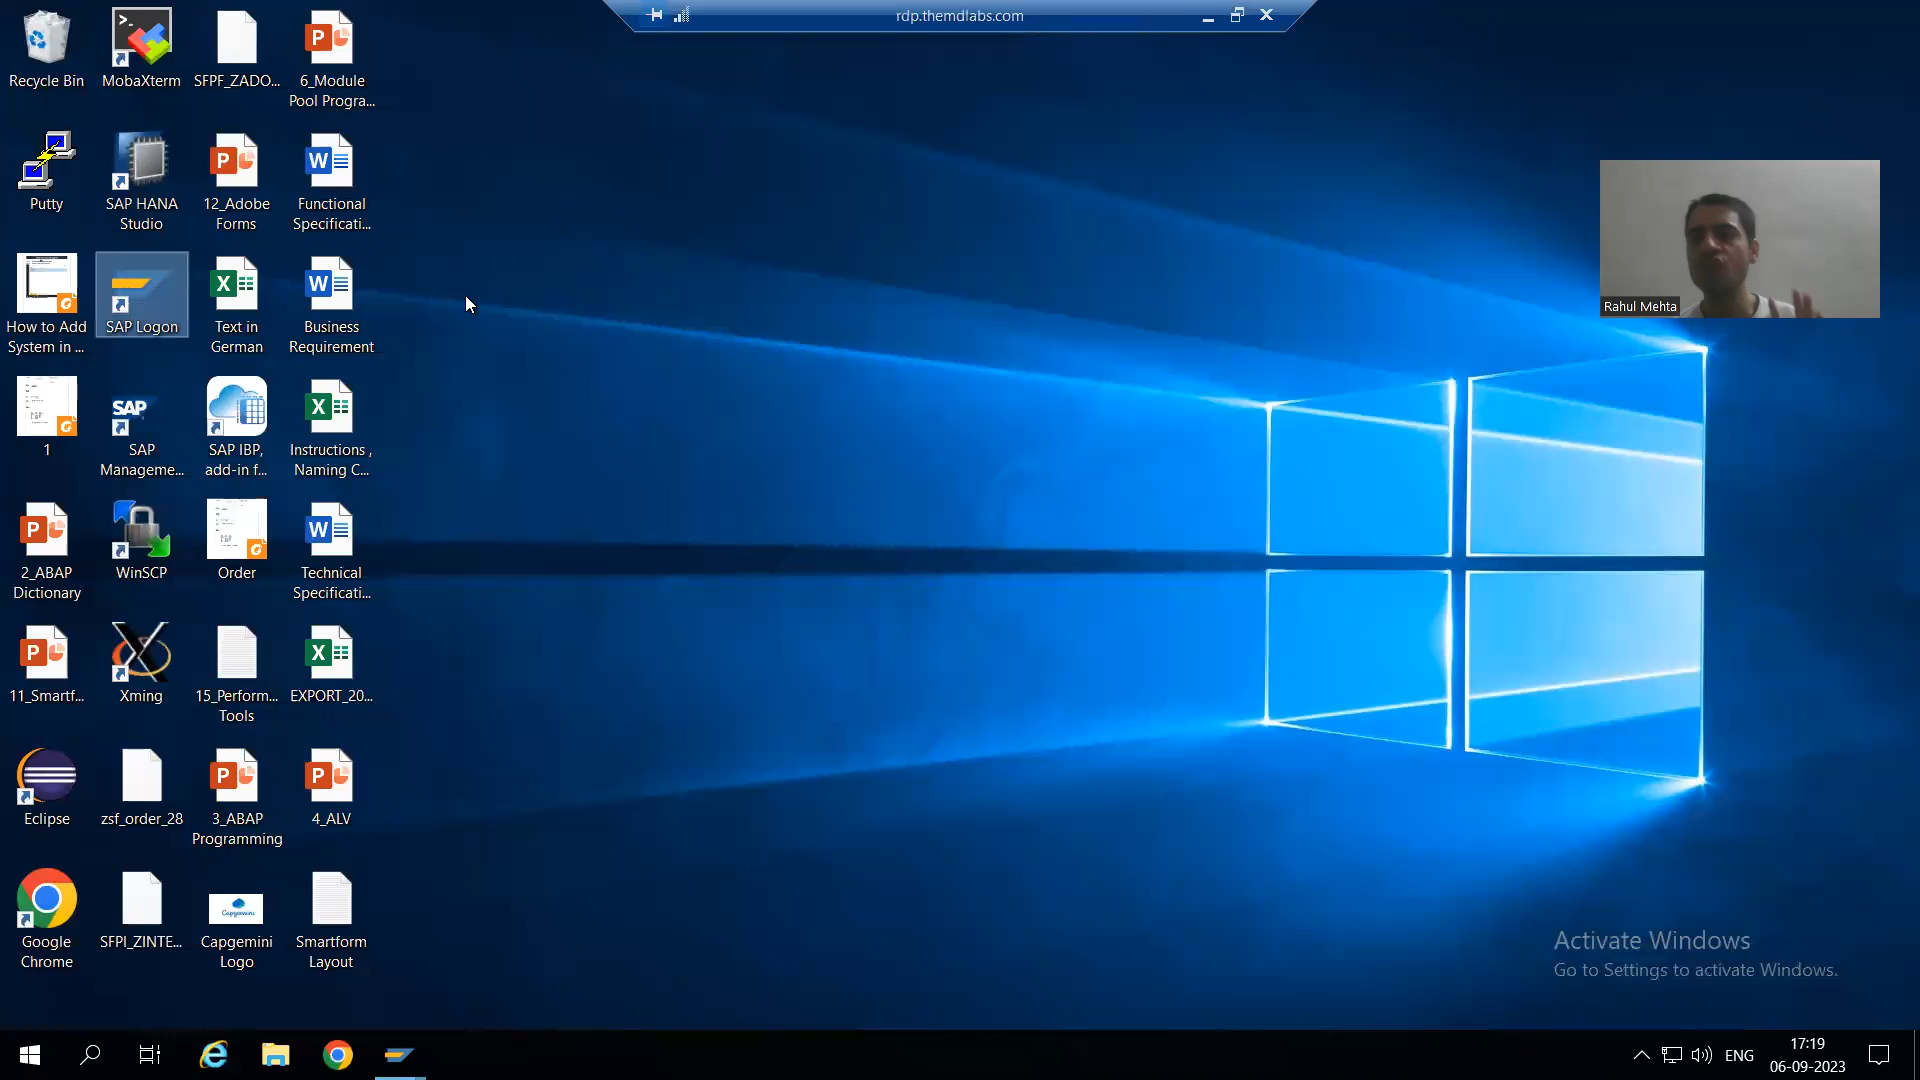 rdp.themdlabs.com
Recycle Bin
MobaXterm
SFPF_ZADO...
6_Module
Pool Progra...
Putty
SAP HANA
Studio
12_Adobe
Forms
Functional
Specificati...
How to Add
System in ...
SAP Logon
Text in
German
Business
Requirement
1
SAP
Manageme...
SAP IBP,
add-in f...
Instructions ,
Naming C...
2_ABAP
Dictionary
WinSCP
Order
Technical
Specificati...
11_Smartf...
Xming
15_Perform...
Tools
EXPORT_20...
Eclipse
zsf_order_28
3_ABAP
Programming
4_ALV
Google
Chrome
SFPI_ZINTE...
Capgemini
Logo
Smartform
Layout
Rahul Mehta
Activate Windows
Go to Settings to activate Windows.
ENG
17:19
06-09-2023